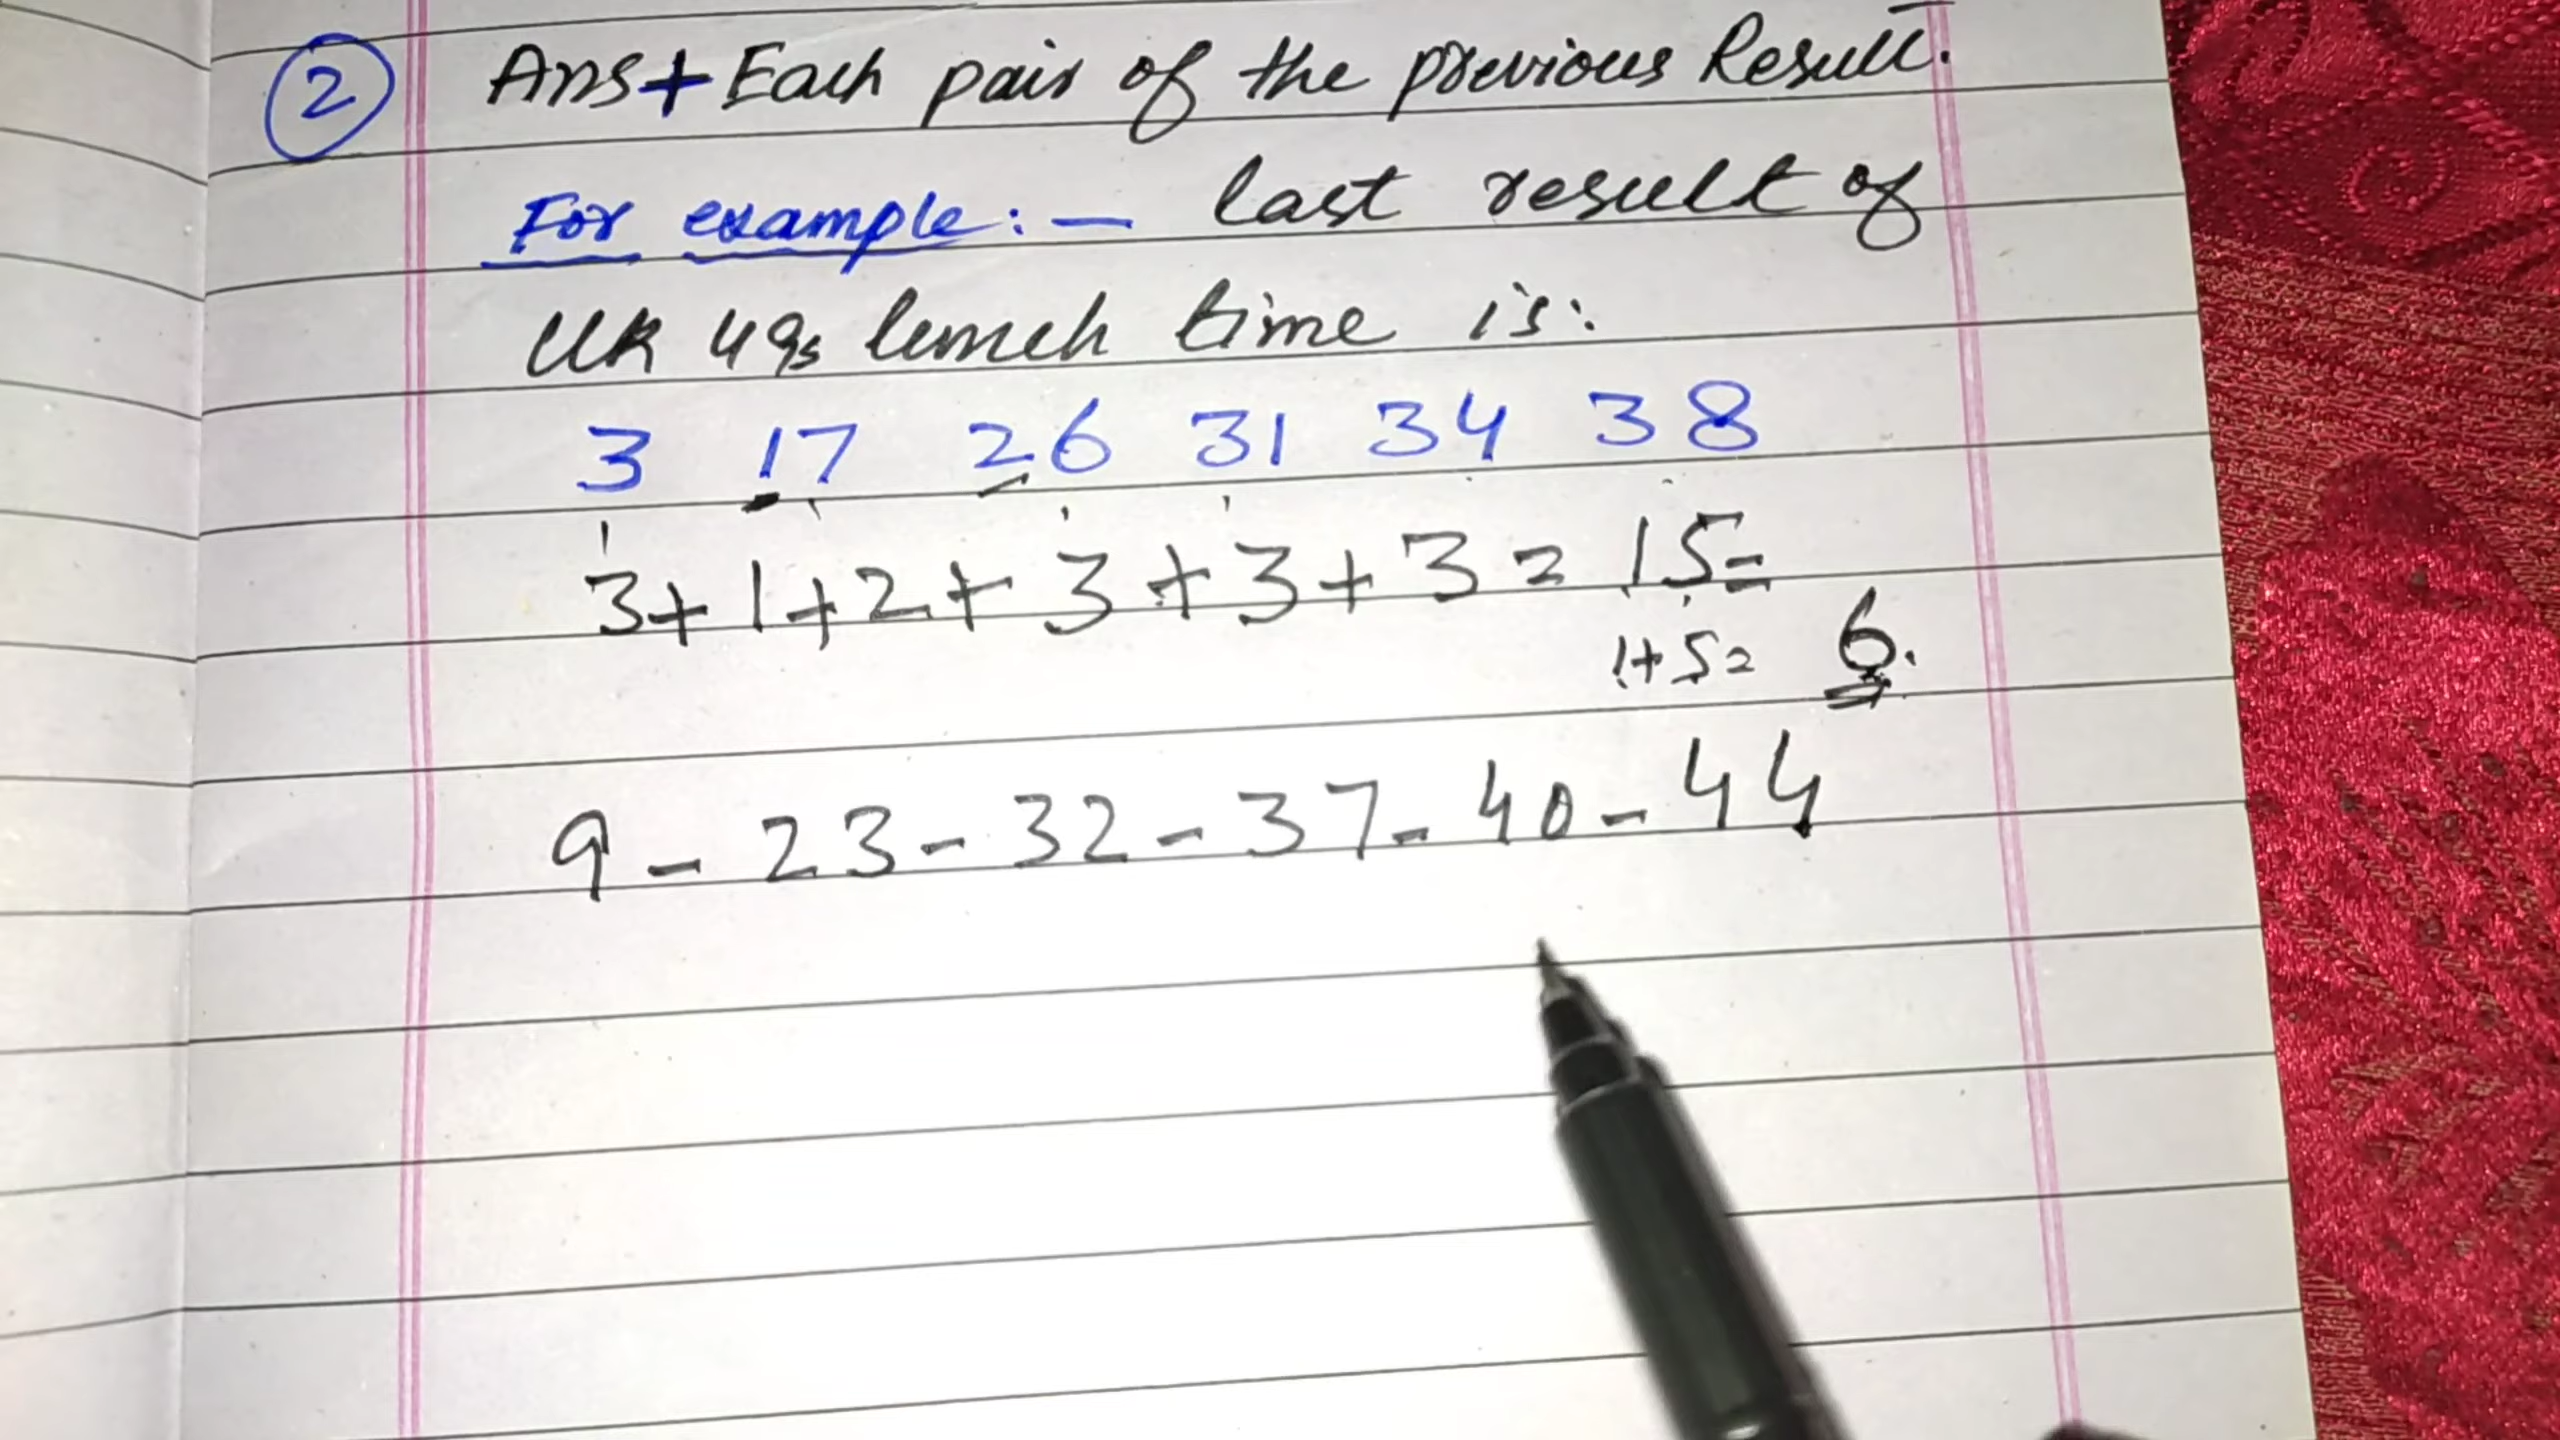 2 Ans + Each pair of the previous Result.
For example: - last result of
UK 49s lunch time is:
3 17 26 31 34 38
3+1+2+3+3+3= 15=
1+5= 6.
9 - 23 - 32 - 37 - 40 - 44